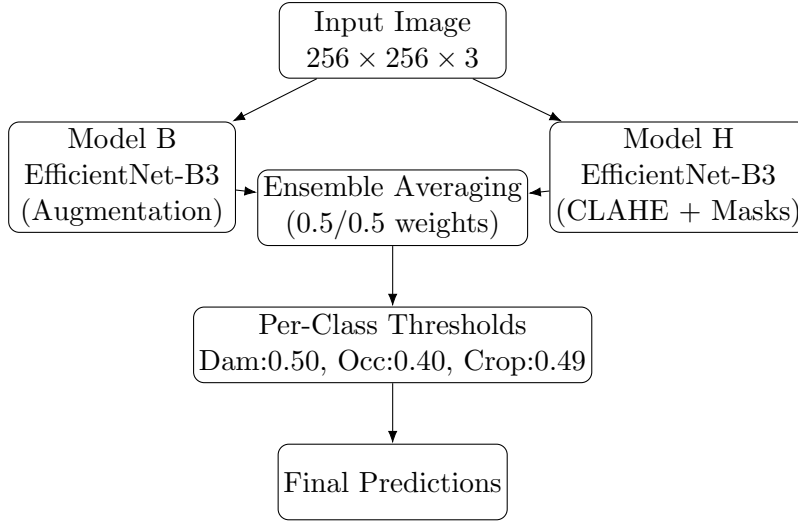 Input Image
256 × 256 × 3
Model B
EfficientNet-B3
(Augmentation)
Model H
EfficientNet-B3
(CLAHE + Masks)
Ensemble Averaging
(0.5/0.5 weights)
Per-Class Thresholds
Dam:0.50, Occ:0.40, Crop:0.49
Final Predictions